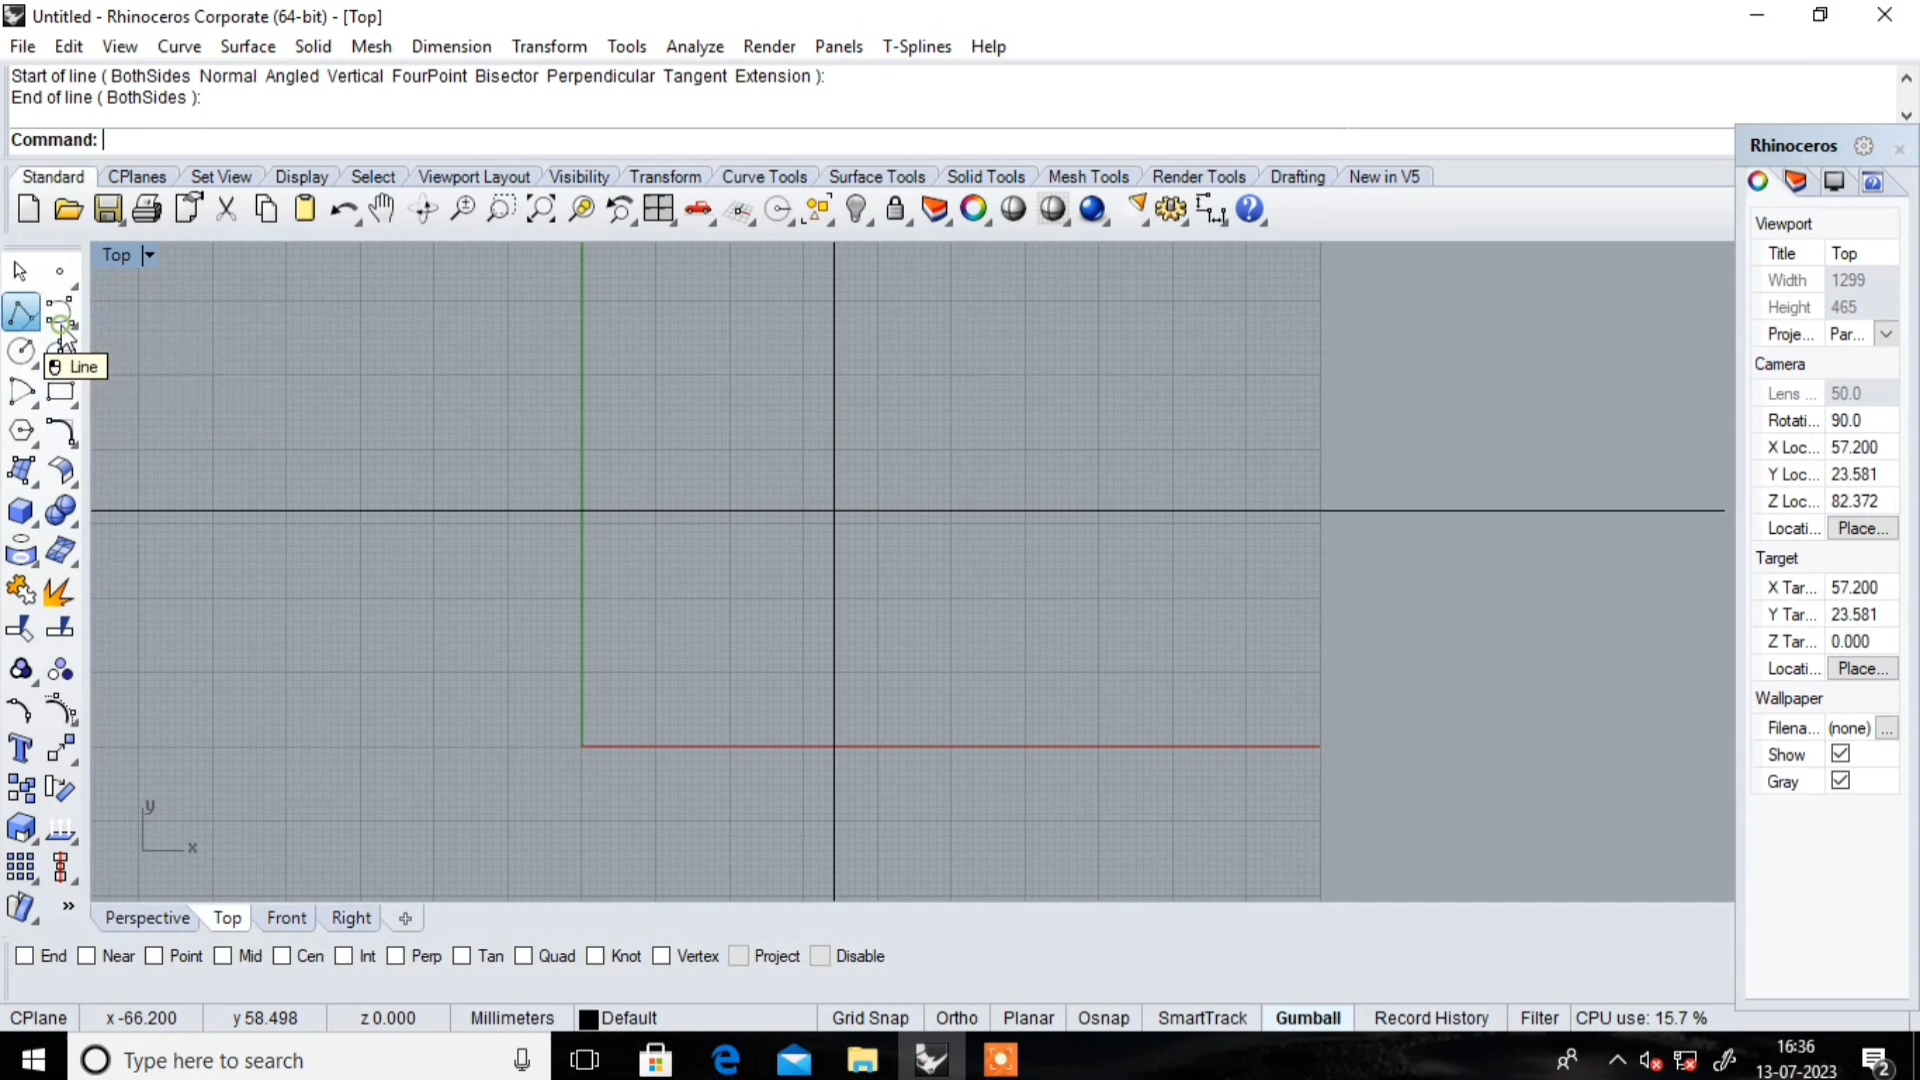 Untitled - Rhinoceros Corporate (64-bit) - [Top]
File Edit View Curve Surface Solid Mesh Dimension Transform Tools Analyze Render Panels T-Splines Help
Start of line ( BothSides Normal Angled Vertical FourPoint Bisector Perpendicular Tangent Extension ):
End of line ( BothSides ):
Command:
Rhinoceros
Standard CPlanes Set View Display Select Viewport Layout Visibility Transform Curve Tools Surface Tools Solid Tools Mesh Tools Render Tools Drafting New in V5
Top
Line
Viewport
Title Top
Width 1299
Height 465
Proje... Par...
Camera
Lens ... 50.0
Rotati... 90.0
X Loc... 57.200
Y Loc... 23.581
Z Loc... 82.372
Locati... Place...
Target
X Tar... 57.200
Y Tar... 23.581
Z Tar... 0.000
Locati... Place...
Wallpaper
Filena... (none) ...
Show
Gray
y
x
Perspective Top Front Right
End Near Point Mid Cen Int Perp Tan Quad Knot Vertex Project Disable
CPlane x -66.200 y 58.498 z 0.000 Millimeters Default Grid Snap Ortho Planar Osnap SmartTrack Gumball Record History Filter CPU use: 15.7 %
Type here to search
16:36
13-07-2023
2